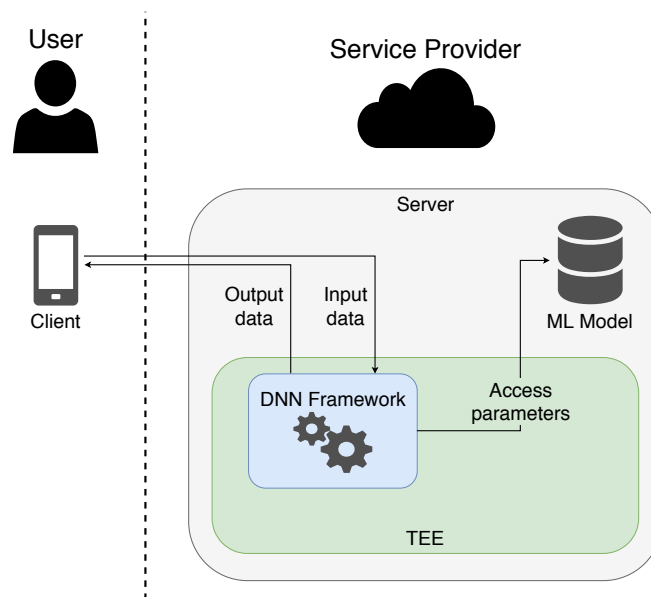 User
Service Provider
Server
Client
Output
data
Input
data
ML Model
DNN Framework
Access
parameters
TEE